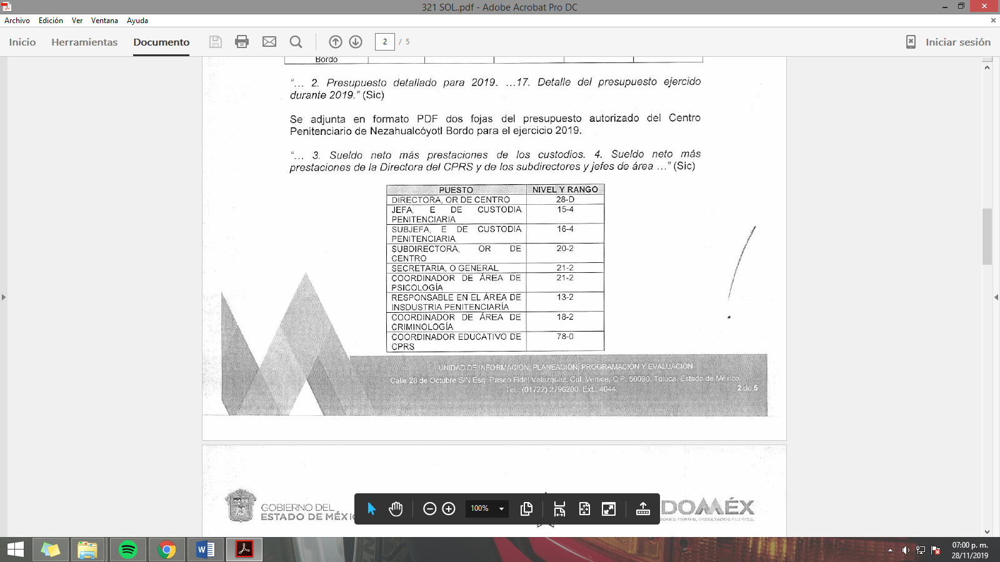 321 SOL..pdf - Adobe Acrobat Pro DC
Archivo Edición Ver Ventana Ayuda
Inicio Herramientas Documento 2 / 5 Iniciar sesión
Bordo
“... 2. Presupuesto detallado para 2019. ...17. Detalle del presupuesto ejercido
durante 2019.” (Sic)
Se adjunta en formato PDF dos fojas del presupuesto autorizado del Centro
Penitenciario de Nezahualcóyotl Bordo para el ejercicio 2019.
“... 3. Sueldo neto más prestaciones de los custodios. 4. Sueldo neto más
prestaciones de la Directora del CPRS y de los subdirectores y jefes de área ...” (Sic)
PUESTO NIVEL Y RANGO
DIRECTORA, OR DE CENTRO 28-D
JEFA, E DE CUSTODIA 15-4
PENITENCIARIA
SUBJEFA, E DE CUSTODIA 16-4
PENITENCIARIA
SUBDIRECTORA, OR DE 20-2
CENTRO
SECRETARIA, O GENERAL 21-2
COORDINADOR DE ÁREA DE 21-2
PSICOLOGÍA
RESPONSABLE EN EL ÁREA DE 13-2
INSDUSTRIA PENITENCIARÍA
COORDINADOR DE ÁREA DE 18-2
CRIMINOLOGÍA
COORDINADOR EDUCATIVO DE 78-0
CPRS
UNIDAD DE INFORMACIÓN, PLANEACIÓN, PROGRAMACIÓN Y EVALUACIÓN
Calle 28 de Octubre S/N Esq. Paseo Fidel Velázquez, Col. Vértice, C.P. 50090, Toluca, Estado de México.
Tel.: (01722) 2796200, Ext.: 4044.
2 de 5
GOBIERNO DEL
ESTADO DE MÉXIC
DOMÉX
IONES FIRMES, RESULTADOS FUERTES.
100%
07:00 p. m.
28/11/2019